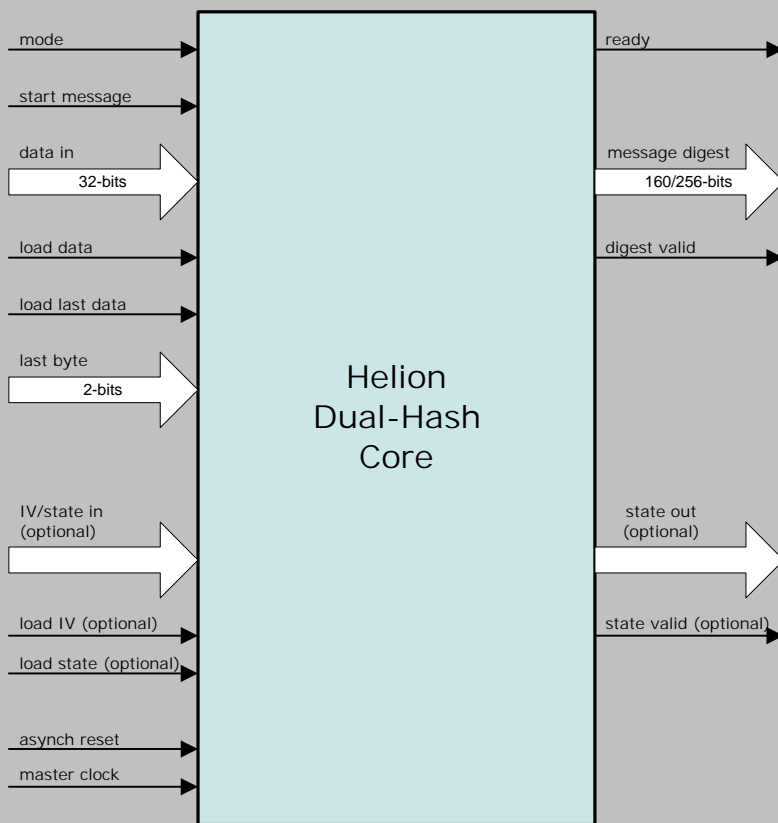 mode
start message
data in
32-bits
load data
load last data
last byte
2-bits
IV/state in
(optional)
load IV (optional)
load state (optional)
asynch reset
master clock
Helion
Dual-Hash
Core
ready
message digest
160/256-bits
digest valid
state out
(optional)
state valid (optional)